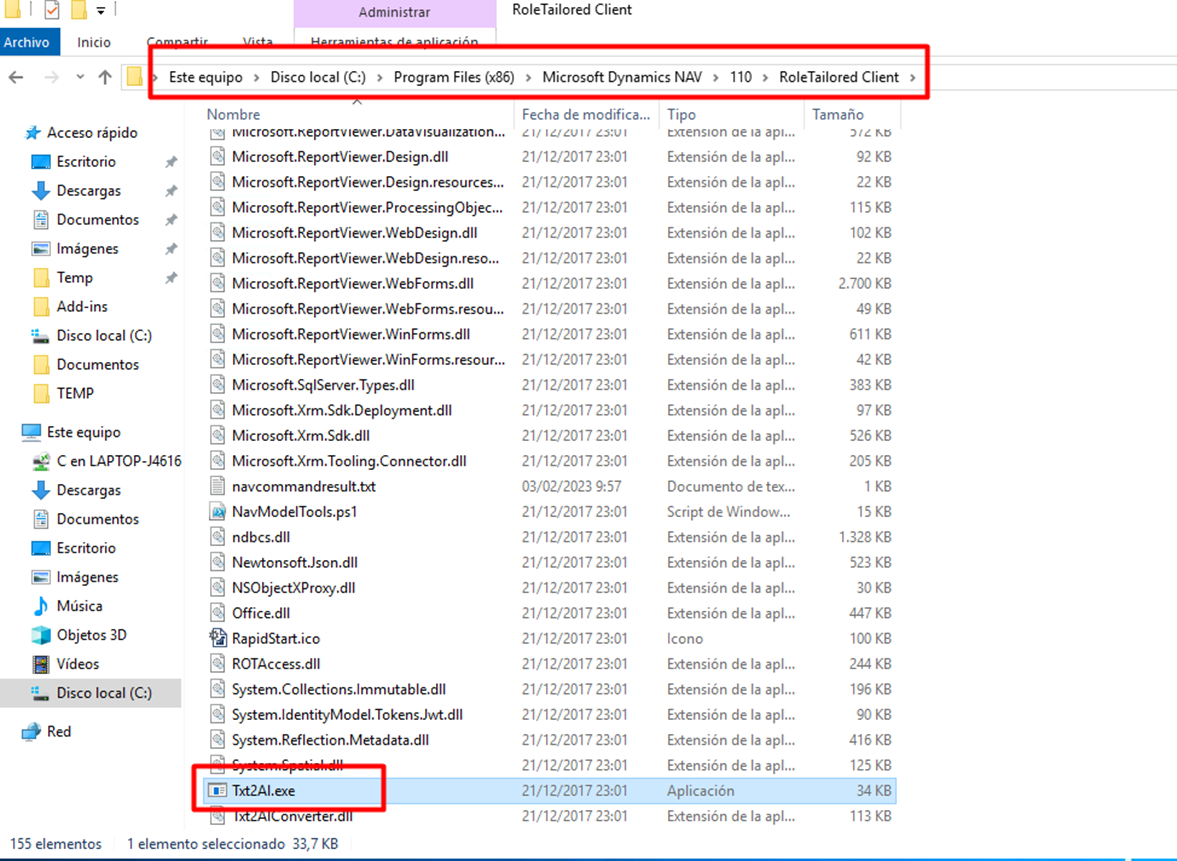 Administrar
RoleTailored Client
Archivo Inicio Compartir Vista Herramientas de aplicación
Este equipo > Disco local (C:) > Program Files (x86) > Microsoft Dynamics NAV > 110 > RoleTailored Client >
Nombre Fecha de modifica... Tipo Tamaño
Acceso rápido
Escritorio
Descargas
Documentos
Imágenes
Temp
Add-ins
Disco local (C:)
Documentos
TEMP
Este equipo
C en LAPTOP-J4616
Descargas
Documentos
Escritorio
Imágenes
Música
Objetos 3D
Vídeos
Disco local (C:)
Red
Microsoft.ReportViewer.DataVisualization... 21/12/2017 23:01 Extensión de la apl... 572 KB
Microsoft.ReportViewer.Design.dll 21/12/2017 23:01 Extensión de la apl... 92 KB
Microsoft.ReportViewer.Design.resources... 21/12/2017 23:01 Extensión de la apl... 22 KB
Microsoft.ReportViewer.ProcessingObjec... 21/12/2017 23:01 Extensión de la apl... 115 KB
Microsoft.ReportViewer.WebDesign.dll 21/12/2017 23:01 Extensión de la apl... 102 KB
Microsoft.ReportViewer.WebDesign.reso... 21/12/2017 23:01 Extensión de la apl... 22 KB
Microsoft.ReportViewer.WebForms.dll 21/12/2017 23:01 Extensión de la apl... 2.700 KB
Microsoft.ReportViewer.WebForms.resou... 21/12/2017 23:01 Extensión de la apl... 49 KB
Microsoft.ReportViewer.WinForms.dll 21/12/2017 23:01 Extensión de la apl... 611 KB
Microsoft.ReportViewer.WinForms.resour... 21/12/2017 23:01 Extensión de la apl... 42 KB
Microsoft.SqlServer.Types.dll 21/12/2017 23:01 Extensión de la apl... 383 KB
Microsoft.Xrm.Sdk.Deployment.dll 21/12/2017 23:01 Extensión de la apl... 97 KB
Microsoft.Xrm.Sdk.dll 21/12/2017 23:01 Extensión de la apl... 526 KB
Microsoft.Xrm.Tooling.Connector.dll 21/12/2017 23:01 Extensión de la apl... 205 KB
navcommandresult.txt 03/02/2023 9:57 Documento de tex... 1 KB
NavModelTools.ps1 21/12/2017 23:01 Script de Window... 15 KB
ndbcs.dll 21/12/2017 23:01 Extensión de la apl... 1.328 KB
Newtonsoft.Json.dll 21/12/2017 23:01 Extensión de la apl... 523 KB
NSObjectXProxy.dll 21/12/2017 23:01 Extensión de la apl... 30 KB
Office.dll 21/12/2017 23:01 Extensión de la apl... 447 KB
RapidStart.ico 21/12/2017 23:01 Icono 100 KB
ROTAccess.dll 21/12/2017 23:01 Extensión de la apl... 244 KB
System.Collections.Immutable.dll 21/12/2017 23:01 Extensión de la apl... 196 KB
System.IdentityModel.Tokens.Jwt.dll 21/12/2017 23:01 Extensión de la apl... 90 KB
System.Reflection.Metadata.dll 21/12/2017 23:01 Extensión de la apl... 416 KB
System.Spatial.dll 21/12/2017 23:01 Extensión de la apl... 125 KB
Txt2Al.exe 21/12/2017 23:01 Aplicación 34 KB
Txt2AlConverter.dll 21/12/2017 23:01 Extensión de la apl... 113 KB
155 elementos 1 elemento seleccionado 33,7 KB